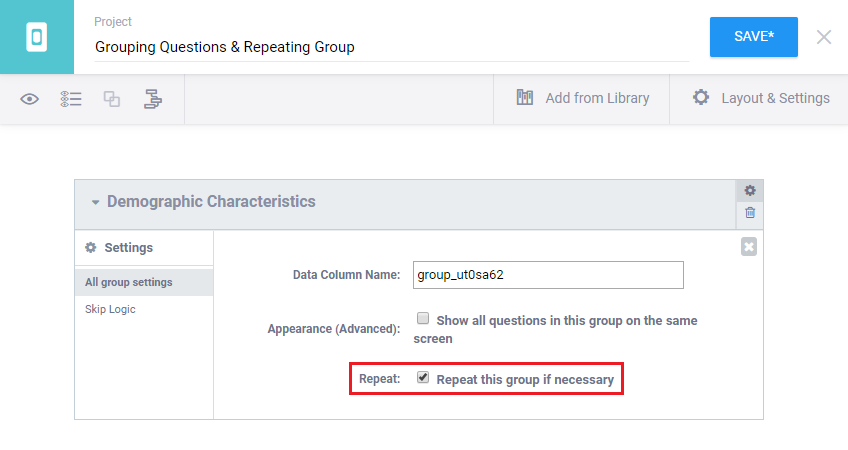 Project
Grouping Questions & Repeating Group
SAVE*
Add from Library
Layout & Settings
Demographic Characteristics
Settings
All group settings
Skip Logic
Data Column Name:
group_ut0sa62
Appearance (Advanced):
Show all questions in this group on the same
screen
Repeat:
Repeat this group if necessary